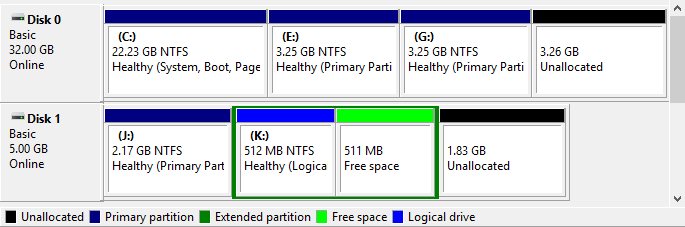 Disk 0
Basic
32.00 GB
Online
(C:)
22.23 GB NTFS
Healthy (System, Boot, Page
(E:)
3.25 GB NTFS
Healthy (Primary Parti
(G:)
3.25 GB NTFS
Healthy (Primary Parti
3.26 GB
Unallocated
Disk 1
Basic
5.00 GB
Online
(J:)
2.17 GB NTFS
Healthy (Primary Part
(K:)
512 MB NTFS
Healthy (Logica
511 MB
Free space
1.83 GB
Unallocated
Unallocated Primary partition Extended partition Free space Logical drive